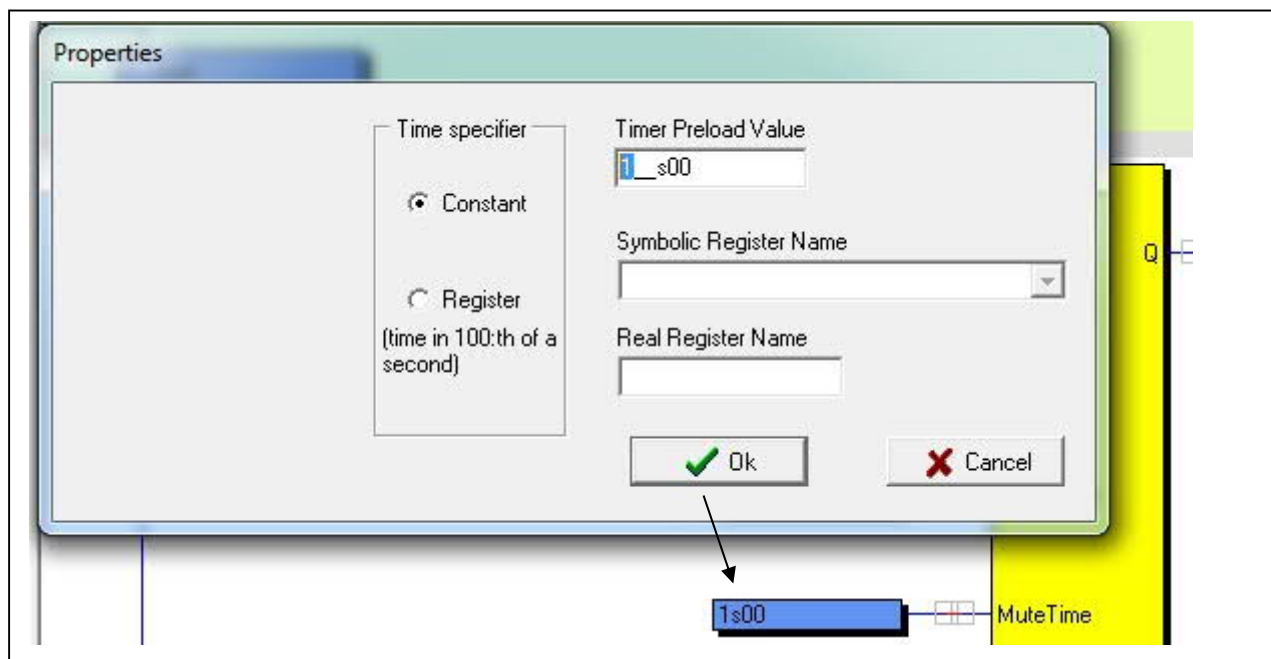 Properties
Time specifier
Constant
Register
(time in 100:th of a
second)
Timer Preload Value
1__s00
Symbolic Register Name
Real Register Name
Ok
Cancel
Q
1s00
MuteTime